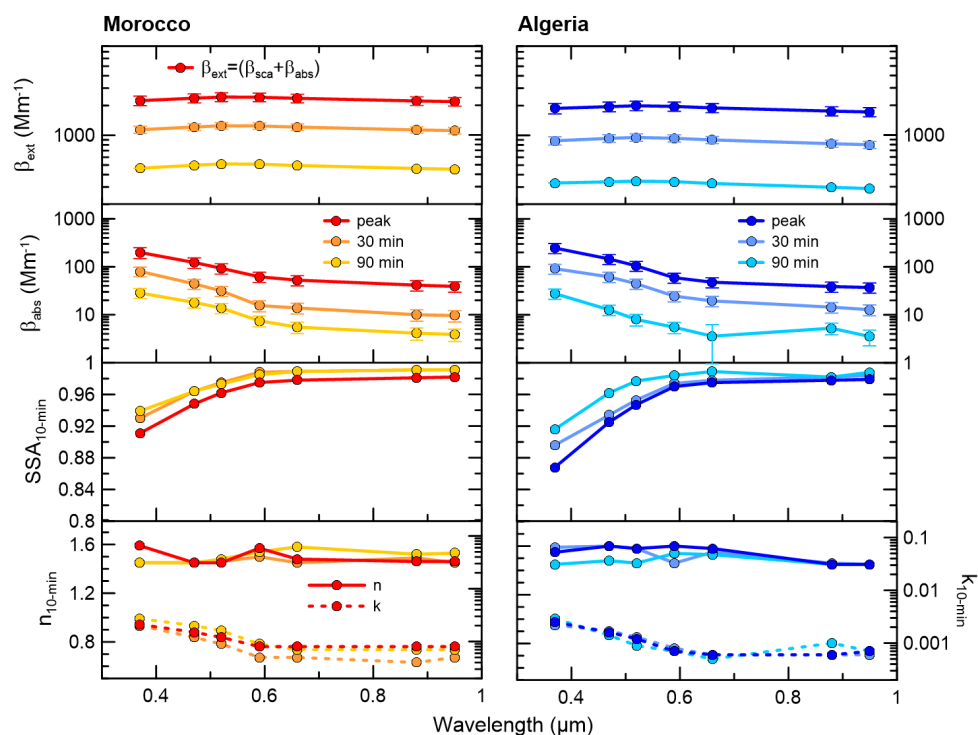 Morocco
Algeria
βext=(βsca+βabs)
βext (Mm-1)
1000
1000
βabs (Mm-1)
1000
100
10
1
peak
30 min
90 min
peak
30 min
90 min
1000
100
10
1
SSA10-min
0.96
0.92
0.88
0.84
0.8
n10-min
1.6
1.2
0.8
n
k
0.1
0.01
0.001
k10-min
0.4 0.6 0.8 1
0.4 0.6 0.8 1
Wavelength (µm)